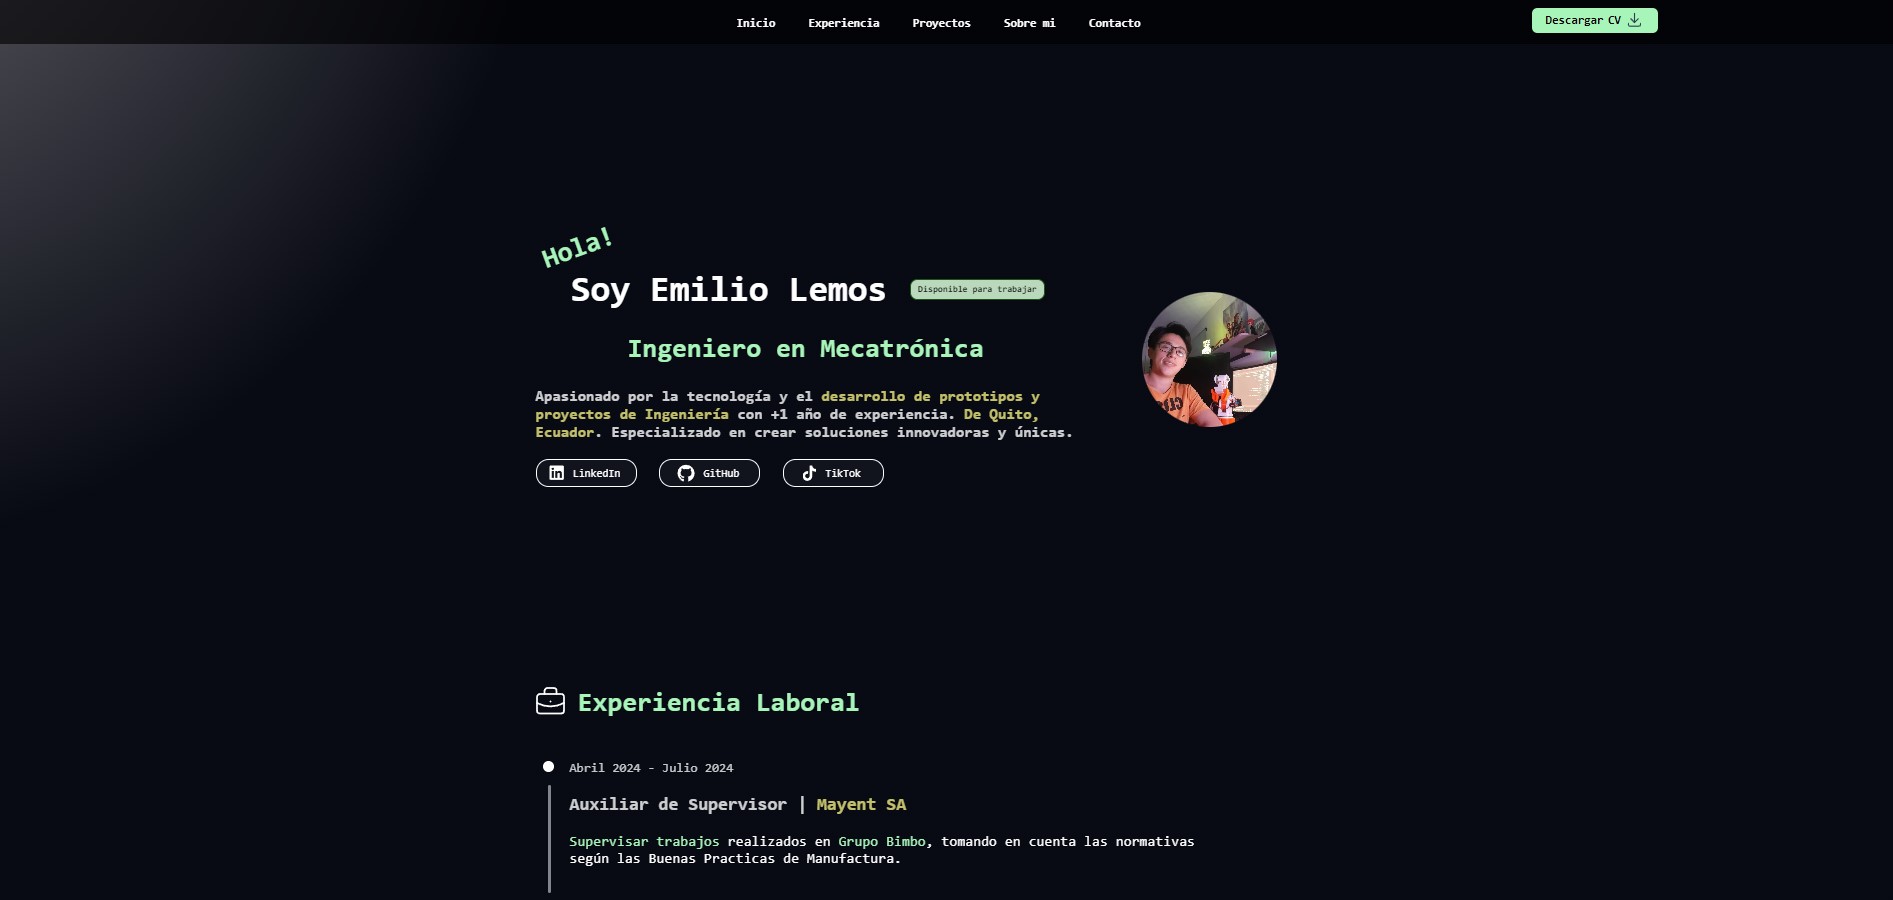 Inicio
Experiencia
Proyectos
Sobre mi
Contacto
Descargar CV
Hola!
Soy Emilio Lemos
Disponible para trabajar
Ingeniero en Mecatrónica
Apasionado por la tecnología y el desarrollo de prototipos y
proyectos de Ingeniería con +1 año de experiencia. De Quito,
Ecuador. Especializado en crear soluciones innovadoras y únicas.
LinkedIn
GitHub
TikTok
Experiencia Laboral
Abril 2024 - Julio 2024
Auxiliar de Supervisor | Mayent SA
Supervisar trabajos realizados en Grupo Bimbo, tomando en cuenta las normativas
según las Buenas Practicas de Manufactura.